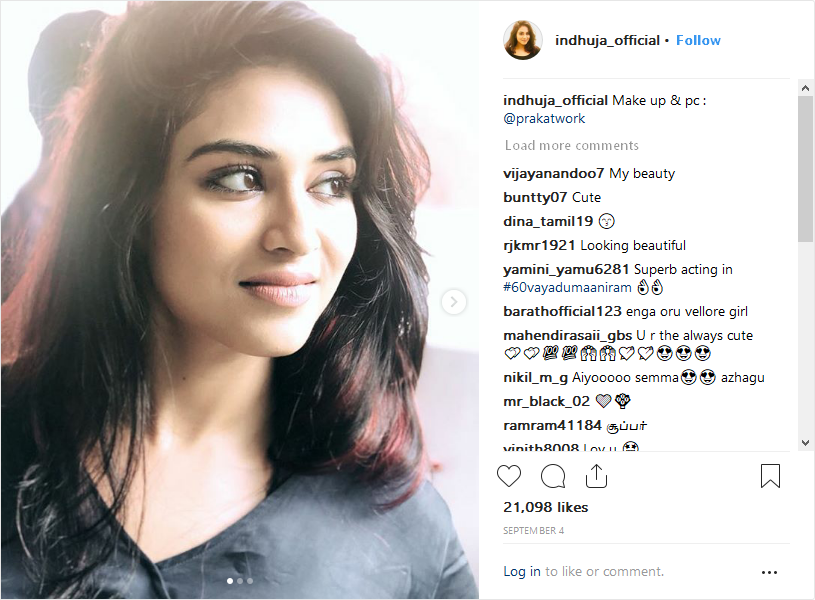 indhuja_official • Follow
indhuja_official Make up & pc :
@prakatwork
Load more comments
vijayanandoo7 My beauty
buntty07 Cute
dina_tamil19 😙
rjkmr1921 Looking beautiful
yamini_yamu6281 Superb acting in
#60vayadumaaniram 👌👌
barathofficial123 enga oru vellore girl
mahendirasaii_gbs U r the always cute
nikil_m_g Aiyooooo semma😍😍 azhagu
mr_black_02
ramram41184 சூப்பர்
vinith8008 Lov u 😍
21,098 likes
SEPTEMBER 4
Log in to like or comment.